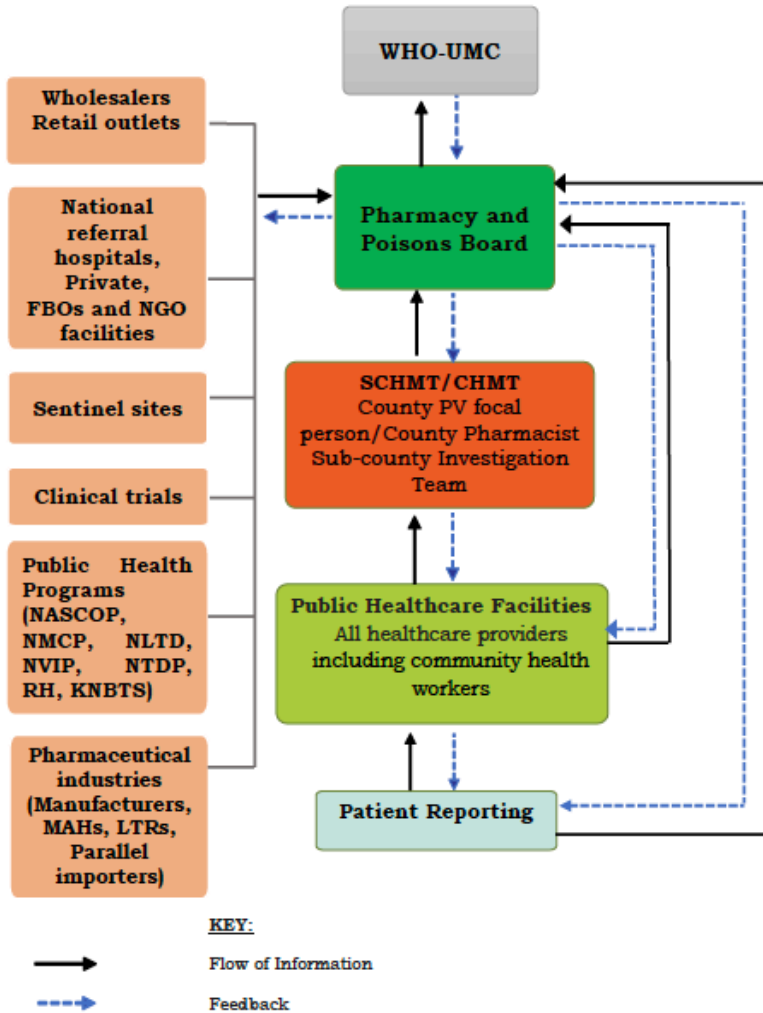 WHO-UMC
Wholesalers
Retail outlets
National
referral
hospitals,
Private,
FBOs and NGO
facilities
Sentinel sites
Clinical trials
Public Health
Programs
(NASCOP,
NMCP, NLTD,
NVIP, NTDP,
RH, KNBTS)
Pharmaceutical
industries
(Manufacturers,
MAHs, LTRs,
Parallel
importers)
Pharmacy and
Poisons Board
SCHMT/CHMT
County PV focal
person/County Pharmacist
Sub-county Investigation
Team
Public Healthcare Facilities
All healthcare providers
including community health
workers
Patient Reporting
KEY:
Flow of Information
Feedback